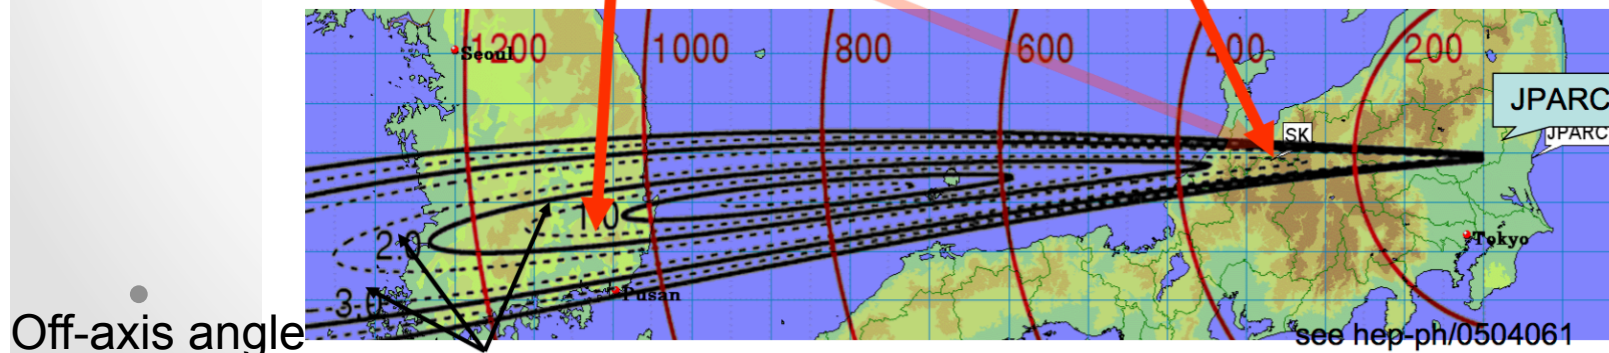 Seoul
1200
1000
800
600
400
200
JPARC
JPARC
SK
1.0
2.0
Tokyo
3.0
Pusan
Off-axis angle
see hep-ph/0504061